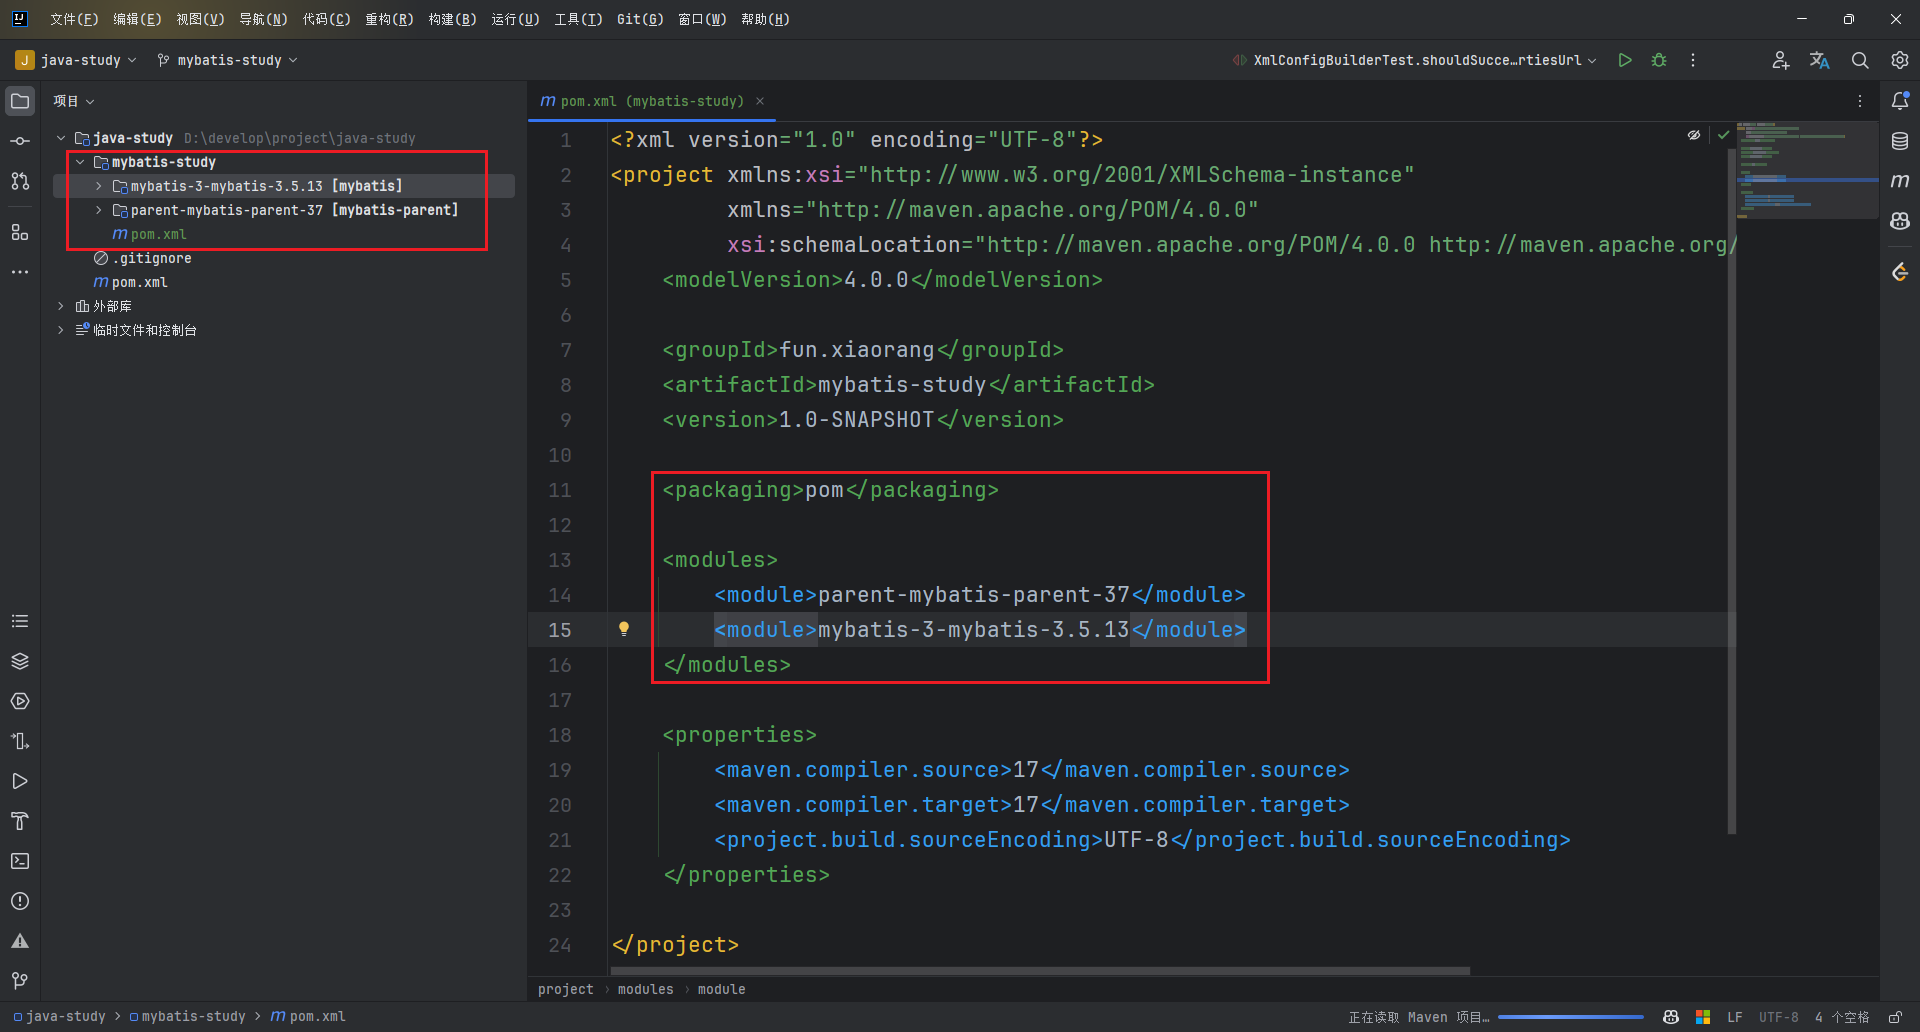 文件(F) 编辑(E) 视图(V) 导航(N) 代码(C) 重构(R) 构建(B) 运行(U) 工具(T) Git(G) 窗口(W) 帮助(H)
J java-study mybatis-study XmlConfigBuilderTest.shouldSucce…rtiesUrl
项目
java-study D:\develop\project\java-study
mybatis-study
mybatis-3-mybatis-3.5.13 [mybatis]
parent-mybatis-parent-37 [mybatis-parent]
m pom.xml
.gitignore
m pom.xml
外部库
临时文件和控制台
m pom.xml (mybatis-study)
1 <?xml version="1.0" encoding="UTF-8"?>
2 <project xmlns:xsi="http://www.w3.org/2001/XMLSchema-instance"
3 xmlns="http://maven.apache.org/POM/4.0.0"
4 xsi:schemaLocation="http://maven.apache.org/POM/4.0.0 http://maven.apache.org/
5 <modelVersion>4.0.0</modelVersion>
6
7 <groupId>fun.xiaorang</groupId>
8 <artifactId>mybatis-study</artifactId>
9 <version>1.0-SNAPSHOT</version>
10
11 <packaging>pom</packaging>
12
13 <modules>
14 <module>parent-mybatis-parent-37</module>
15 <module>mybatis-3-mybatis-3.5.13</module>
16 </modules>
17
18 <properties>
19 <maven.compiler.source>17</maven.compiler.source>
20 <maven.compiler.target>17</maven.compiler.target>
21 <project.build.sourceEncoding>UTF-8</project.build.sourceEncoding>
22 </properties>
23
24 </project>
project › modules › module
java-study > mybatis-study > m pom.xml
正在读取 Maven 项目… LF UTF-8 4 个空格